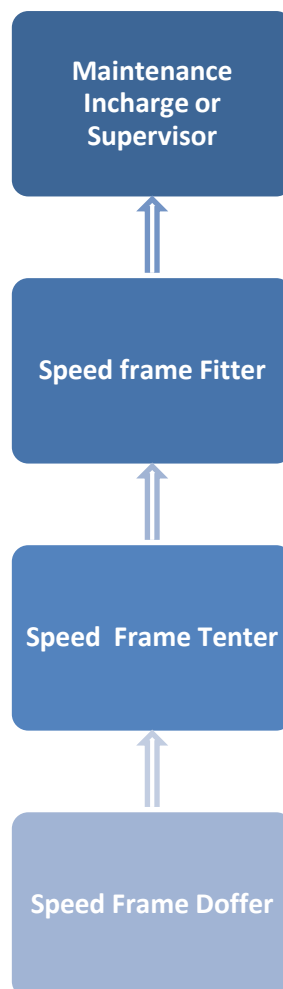 Maintenance
Incharge or
Supervisor
Speed frame Fitter
Speed Frame Tenter
Speed Frame Doffer